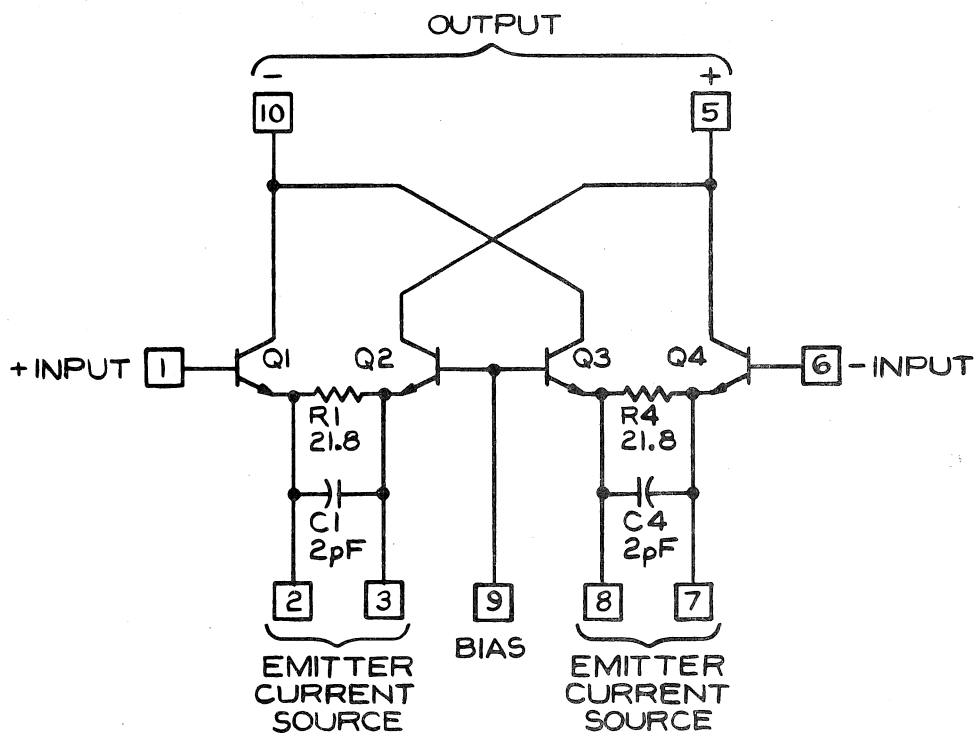 OUTPUT
- +
10 5
+ INPUT 1 Q1 Q2 Q3 Q4 6 - INPUT
R1 R4
21.8 21.8
C1 C4
2pF 2pF
2 3 9 8 7
BIAS
EMITTER CURRENT SOURCE
EMITTER CURRENT SOURCE